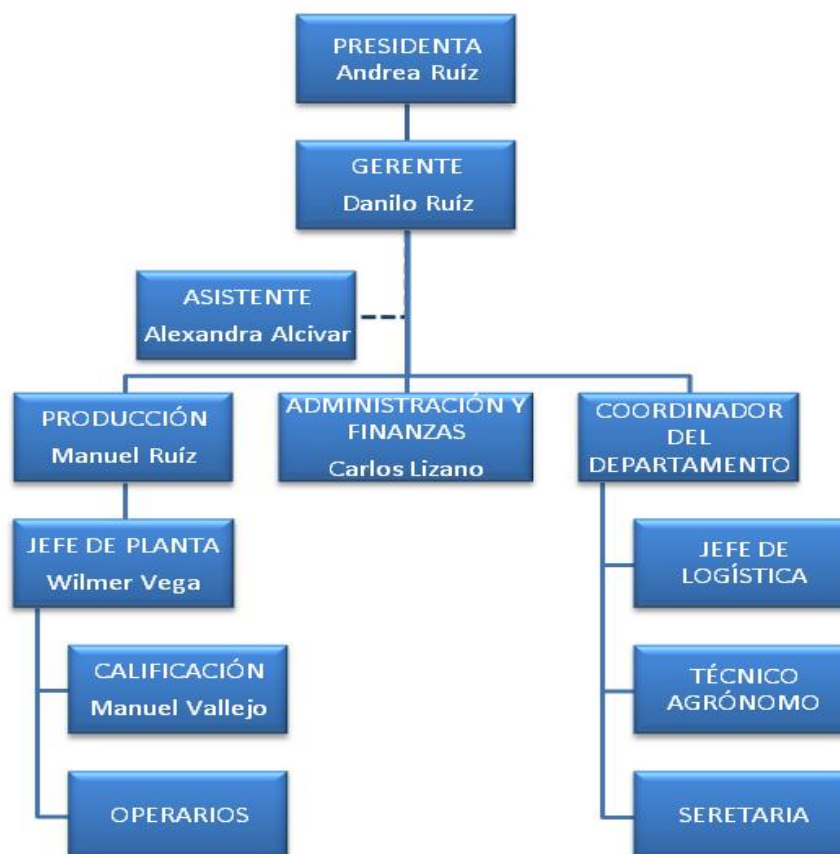 PRESIDENTA
Andrea Ruíz
GERENTE
Danilo Ruíz
ASISTENTE
Alexandra Alcivar
PRODUCCIÓN
Manuel Ruíz
ADMINISTRACIÓN Y
FINANZAS
Carlos Lizano
COORDINADOR
DEL
DEPARTAMENTO
JEFE DE PLANTA
Wilmer Vega
CALIFICACIÓN
Manuel Vallejo
OPERARIOS
JEFE DE
LOGÍSTICA
TÉCNICO
AGRÓNOMO
SERETARIA